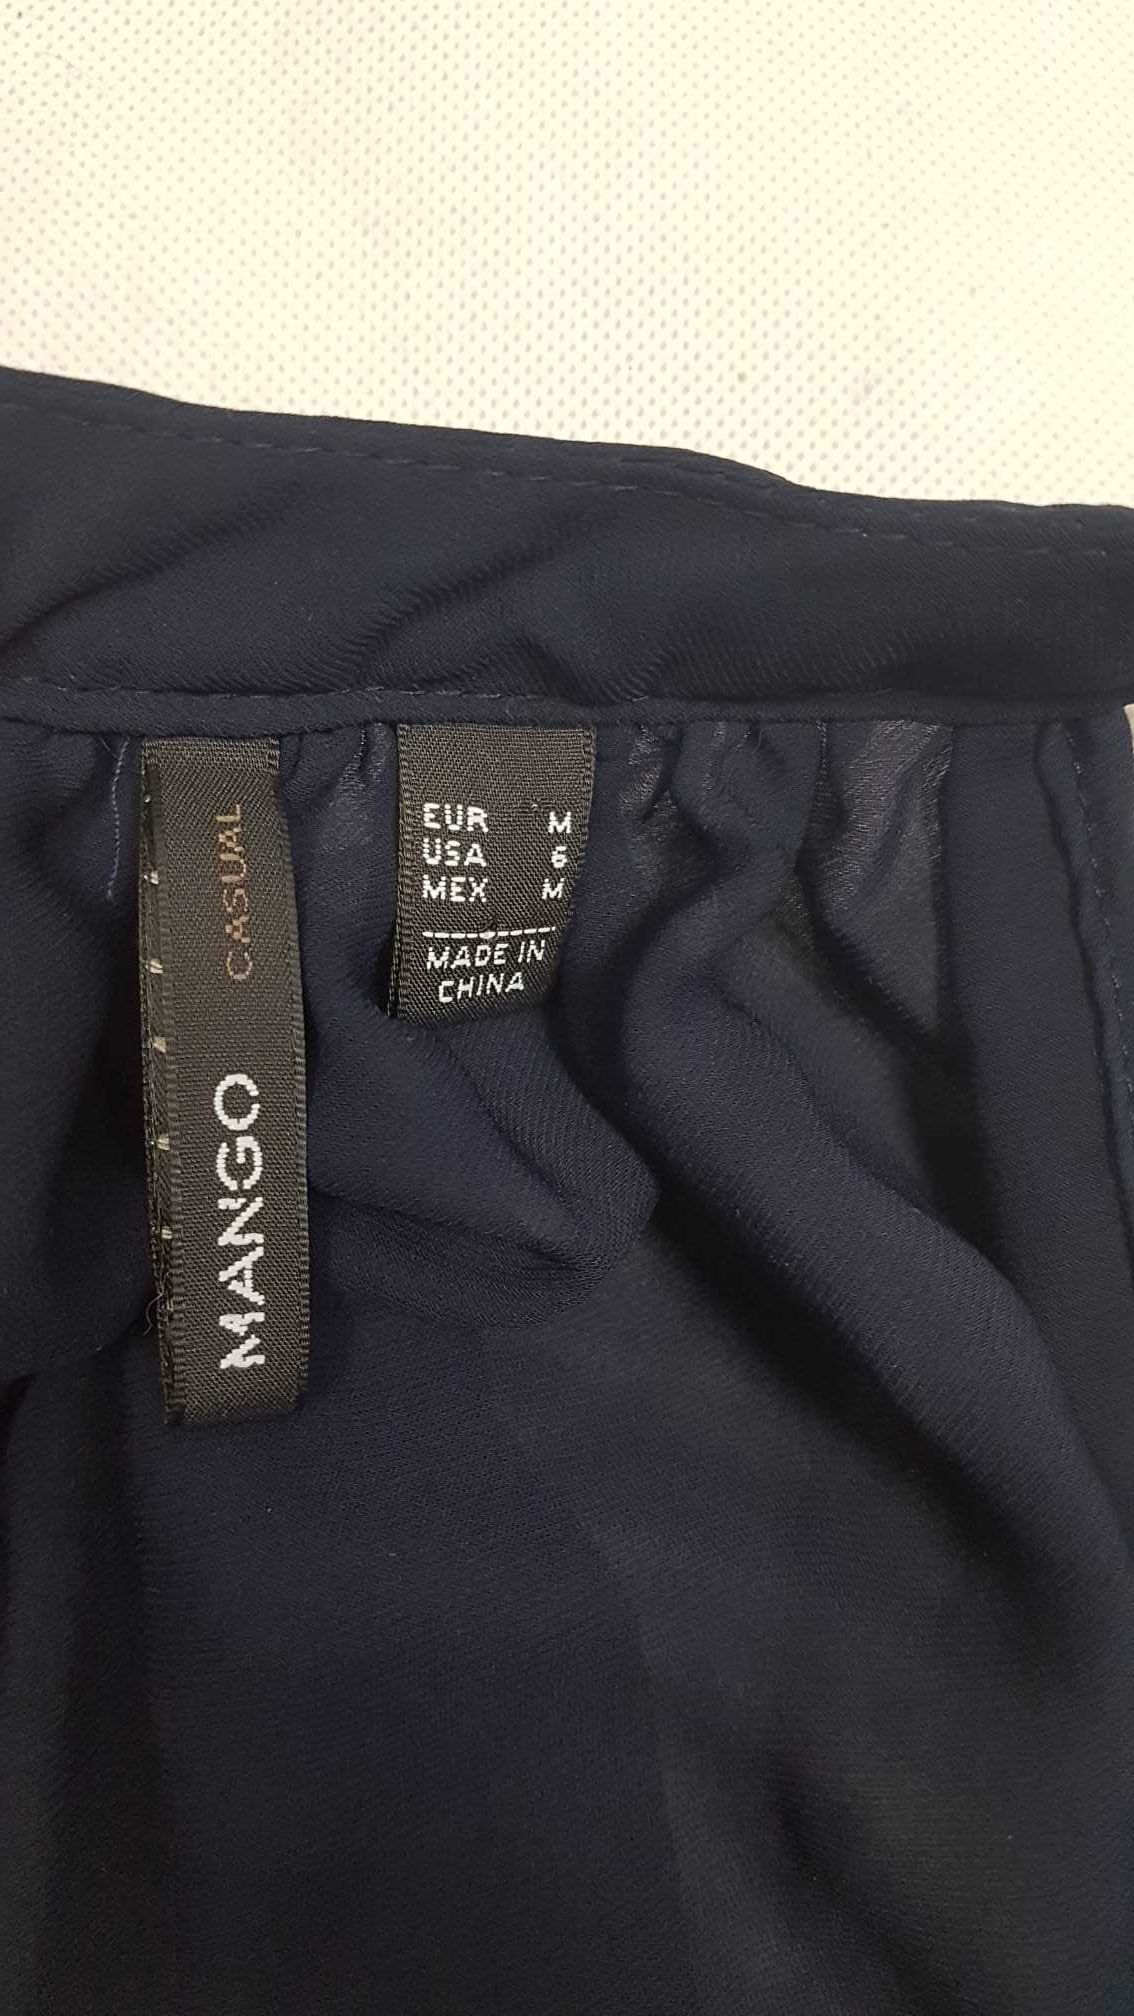 MANGO
CASUAL
EUR M
USA 6
MEX M
MADE IN
CHINA